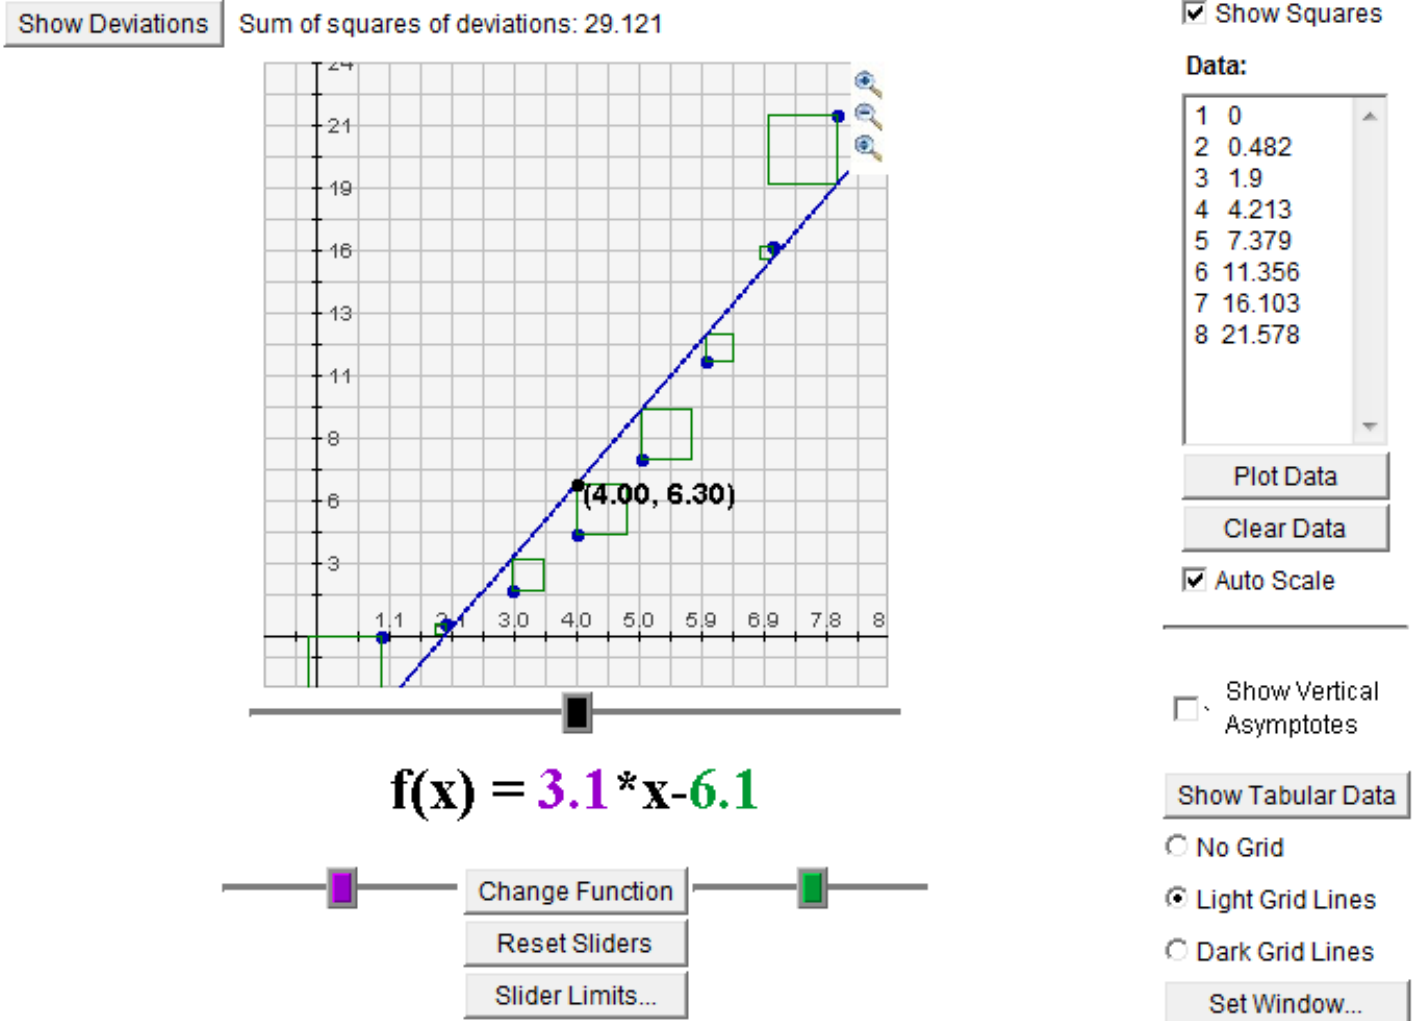 Show Deviations Sum of squares of deviations: 29.121
Show Squares
Data:
1 0
2 0.482
3 1.9
4 4.213
5 7.379
6 11.356
7 16.103
8 21.578
Plot Data
Clear Data
Auto Scale
24
21
19
16
13
11
8
6
3
(4.00, 6.30)
1.1 2.1 3.0 4.0 5.0 5.9 6.9 7.8 8
Show Vertical
Asymptotes
f(x) = 3.1*x-6.1
Show Tabular Data
No Grid
Light Grid Lines
Dark Grid Lines
Set Window...
Change Function
Reset Sliders
Slider Limits...